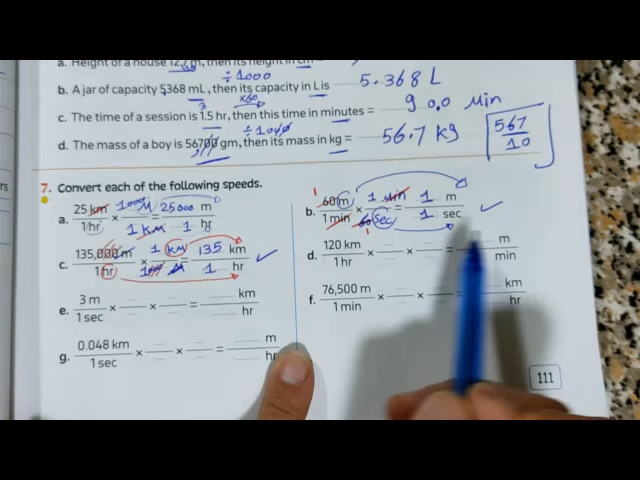 a. Height of a house 12.7 m, then its height in cm =
÷1000
b. A jar of capacity 5368 mL, then its capacity in L is 5.368 L
3 ×60
c. The time of a session is 1.5 hr, then this time in minutes = 90.0 Min
÷1000
d. The mass of a boy is 56700 gm, then its mass in kg = 56.7 kg 567/10
7. Convert each of the following speeds.
a. 25 km/1 hr × 1000 M/1 KM = 25000 m/1 hr
b. 60 m/1 min × 1 Min/60 Sec = 1 m/1 sec
c. 135,000 m/1 hr × 1 km/1000 M = 135 km/1 hr
d. 120 km/1 hr × × = m/min
e. 3 m/1 sec × × = km/hr
f. 76,500 m/1 min × × = km/hr
g. 0.048 km/1 sec × × = m/hr
111